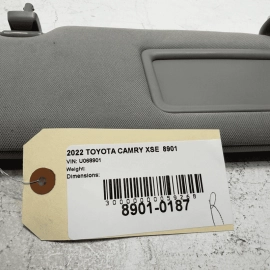 2022 TOYOTA CAMRY XSE 8901
VIN: U068901
Weight:
Dimensions:
8901-0187
R